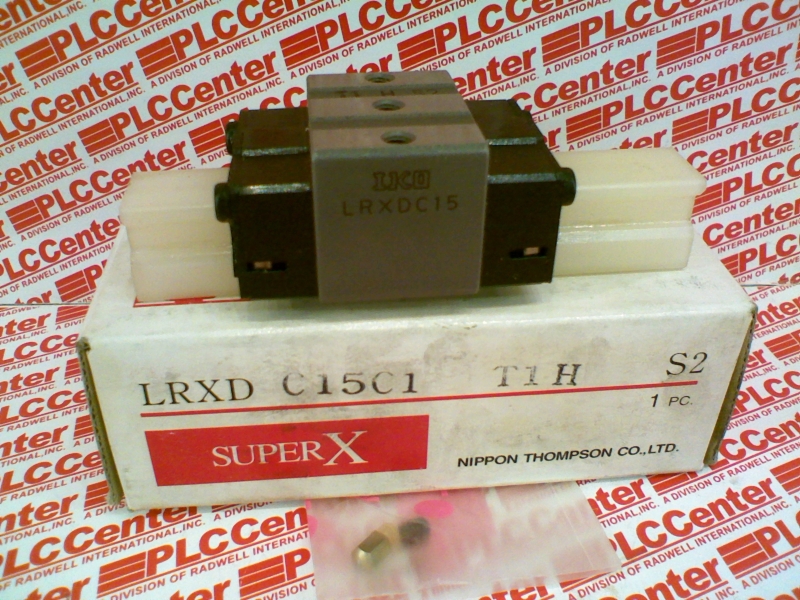 PLCCenter
A DIVISION OF RADWELL INTERNATIONAL, INC.
T1 H
IKO
LRXDC15
LRXD C15C1 T1H S2
1 PC.
SUPER X
NIPPON THOMPSON CO., LTD.